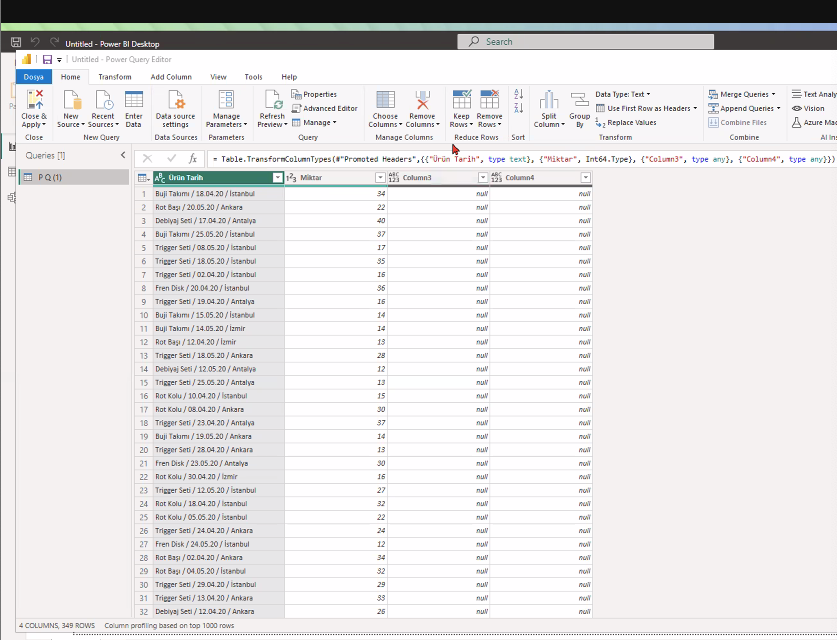 Untitled - Power BI Desktop
Search
Untitled - Power Query Editor
Dosya Home Transform Add Column View Tools Help
Close & Apply
New Source
Recent Sources
Enter Data
Data source settings
Manage Parameters
Refresh Preview
Properties
Advanced Editor
Manage
Choose Columns
Remove Columns
Keep Rows
Remove Rows
Split Column
Group By
Data Type: Text
Use First Row as Headers
Replace Values
Merge Queries
Append Queries
Combine Files
Text Analy
Vision
Azure Mac
Close New Query Data Sources Parameters Query Manage Columns Reduce Rows Sort Transform Combine AI Ins
Queries [1]
= Table.TransformColumnTypes(#"Promoted Headers",{{"Ürün Tarih", type text}, {"Miktar", Int64.Type}, {"Column3", type any}, {"Column4", type any}})
P Q (1)
Ürün Tarih Miktar Column3 Column4
1 Buji Takımı / 18.04.20 / İstanbul 34 null null
2 Rot Başı / 20.05.20 / Ankara 22 null null
3 Debiyaj Seti / 17.04.20 / Antalya 40 null null
4 Buji Takımı / 25.05.20 / İstanbul 37 null null
5 Trigger Seti / 08.05.20 / İstanbul 17 null null
6 Trigger Seti / 18.05.20 / İstanbul 35 null null
7 Trigger Seti / 02.04.20 / İstanbul 16 null null
8 Fren Disk / 20.04.20 / İstanbul 36 null null
9 Trigger Seti / 19.04.20 / Antalya 16 null null
10 Buji Takımı / 15.05.20 / İstanbul 14 null null
11 Buji Takımı / 14.05.20 / İzmir 14 null null
12 Rot Başı / 12.04.20 / İzmir 13 null null
13 Trigger Seti / 18.05.20 / Ankara 28 null null
14 Debiyaj Seti / 12.05.20 / Antalya 12 null null
15 Trigger Seti / 25.05.20 / Antalya 13 null null
16 Rot Kolu / 10.04.20 / İstanbul 15 null null
17 Rot Kolu / 08.04.20 / Ankara 30 null null
18 Trigger Seti / 23.04.20 / Antalya 37 null null
19 Buji Takımı / 19.05.20 / Ankara 14 null null
20 Trigger Seti / 28.04.20 / Ankara 13 null null
21 Fren Disk / 23.05.20 / Antalya 30 null null
22 Rot Kolu / 30.04.20 / İzmir 16 null null
23 Trigger Seti / 12.05.20 / İstanbul 27 null null
24 Rot Kolu / 18.04.20 / İstanbul 32 null null
25 Rot Kolu / 05.05.20 / İstanbul 22 null null
26 Trigger Seti / 24.04.20 / Ankara 24 null null
27 Fren Disk / 24.05.20 / İstanbul 12 null null
28 Rot Başı / 02.04.20 / Ankara 34 null null
29 Rot Başı / 04.05.20 / İstanbul 32 null null
30 Trigger Seti / 29.04.20 / İstanbul 29 null null
31 Trigger Seti / 13.04.20 / Ankara 33 null null
32 Debiyaj Seti / 12.04.20 / Ankara 26 null null
4 COLUMNS, 349 ROWS Column profiling based on top 1000 rows